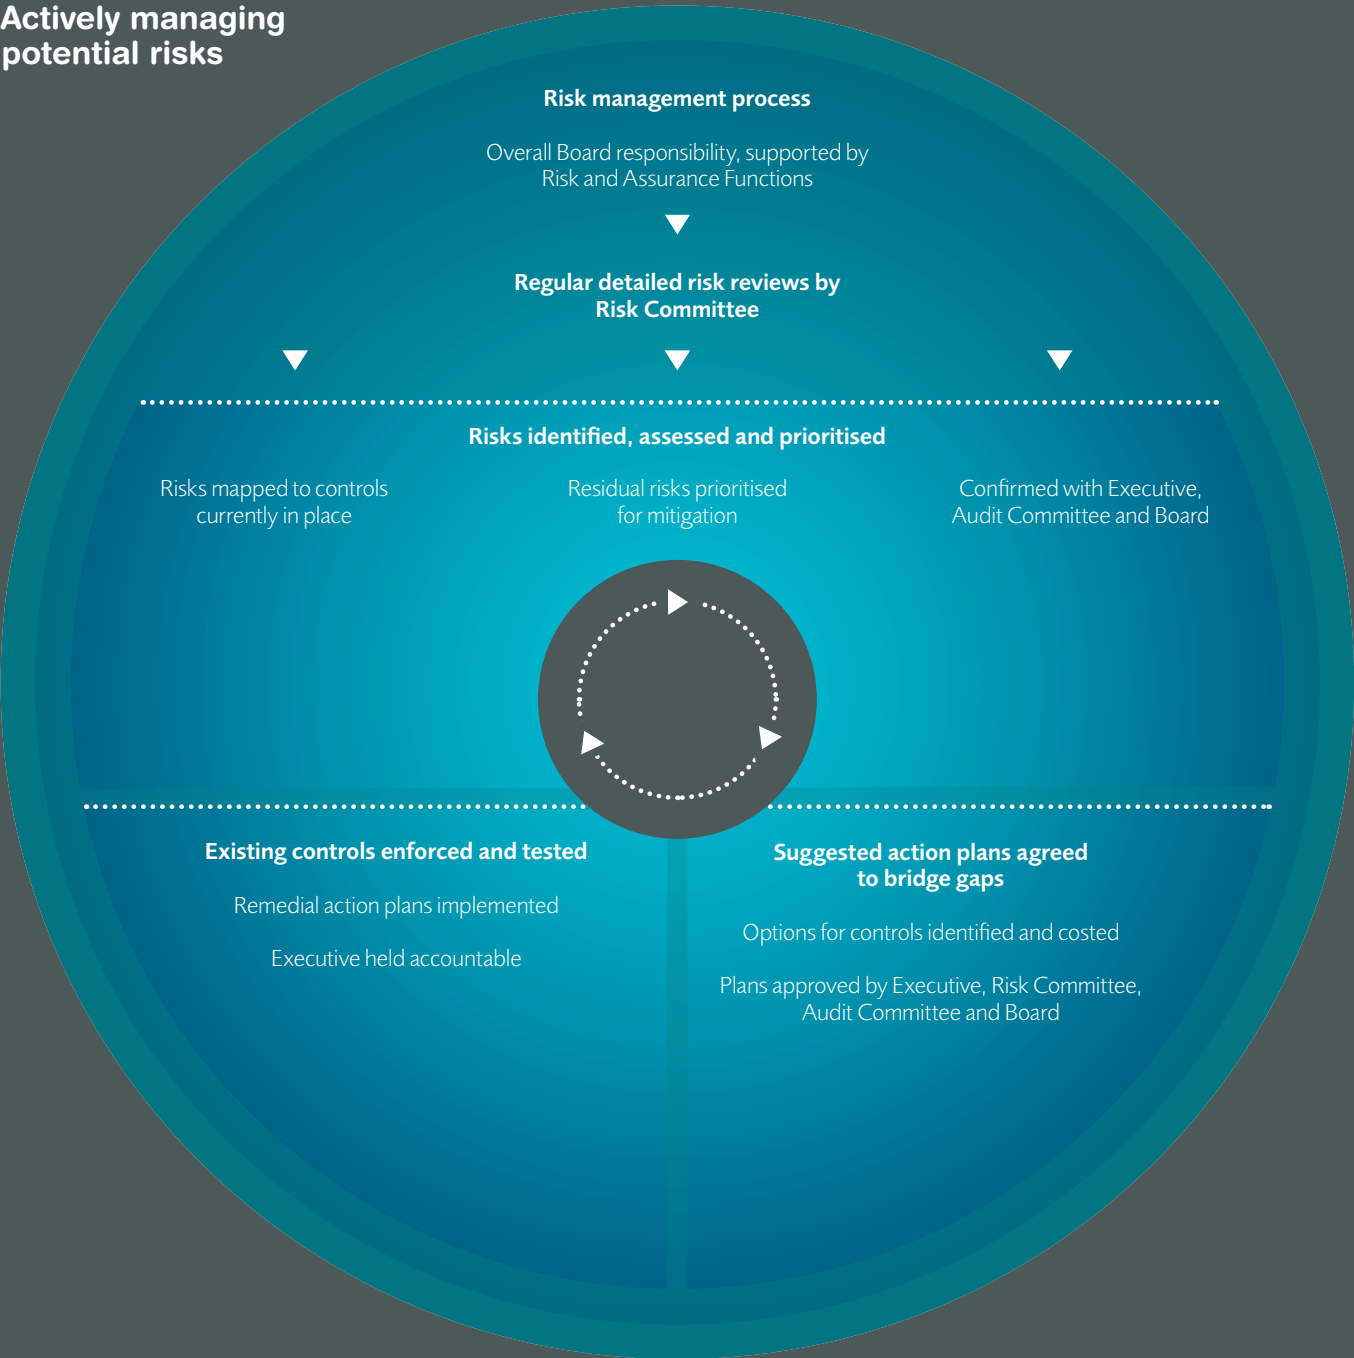 Actively managing
potential risks
Risk management process
Overall Board responsibility, supported by
Risk and Assurance Functions
Regular detailed risk reviews by
Risk Committee
Risks identified, assessed and prioritised
Risks mapped to controls
currently in place
Residual risks prioritised
for mitigation
Confirmed with Executive,
Audit Committee and Board
Existing controls enforced and tested
Remedial action plans implemented
Executive held accountable
Suggested action plans agreed
to bridge gaps
Options for controls identified and costed
Plans approved by Executive, Risk Committee,
Audit Committee and Board